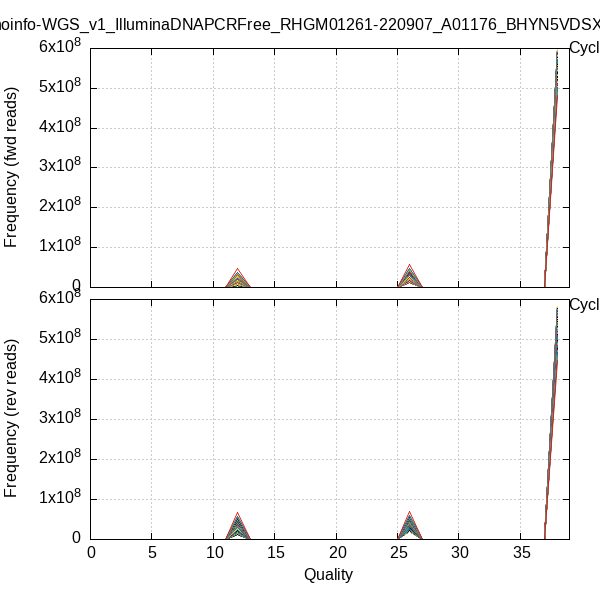 oinfo-WGS_v1_IlluminaDNAPCRFree_RHGM01261-220907_A01176_BHYN5VDSX
6x10^8 Cycl
5x10^8
4x10^8
3x10^8
2x10^8
1x10^8
0
Frequency (fwd reads)
6x10^8 Cycl
5x10^8
4x10^8
3x10^8
2x10^8
1x10^8
0
Frequency (rev reads)
0 5 10 15 20 25 30 35
Quality